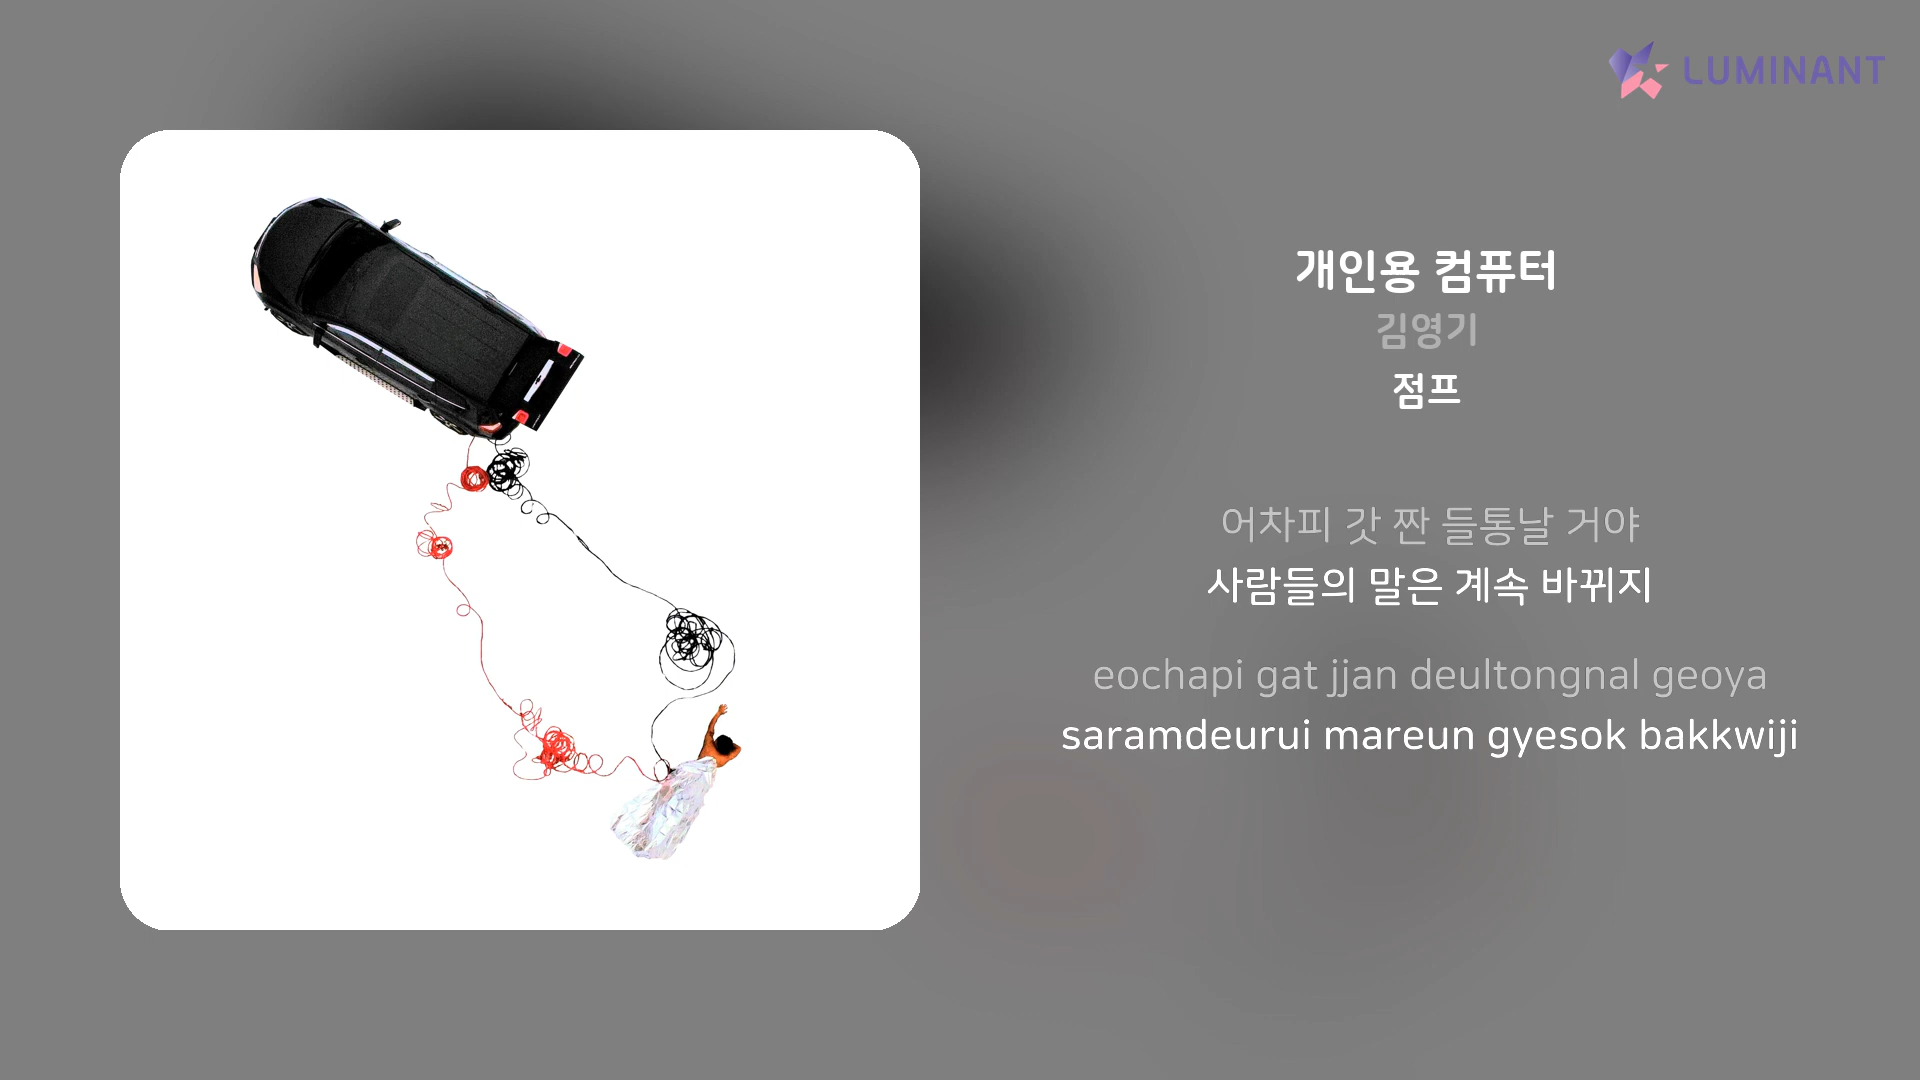 LUMINANT
개인용 컴퓨터
김영기
점프
어차피 갓 짠 들통날 거야
사람들의 말은 계속 바뀌지
eochapi gat jjan deultongnal geoya
saramdeurui mareun gyesok bakkwiji